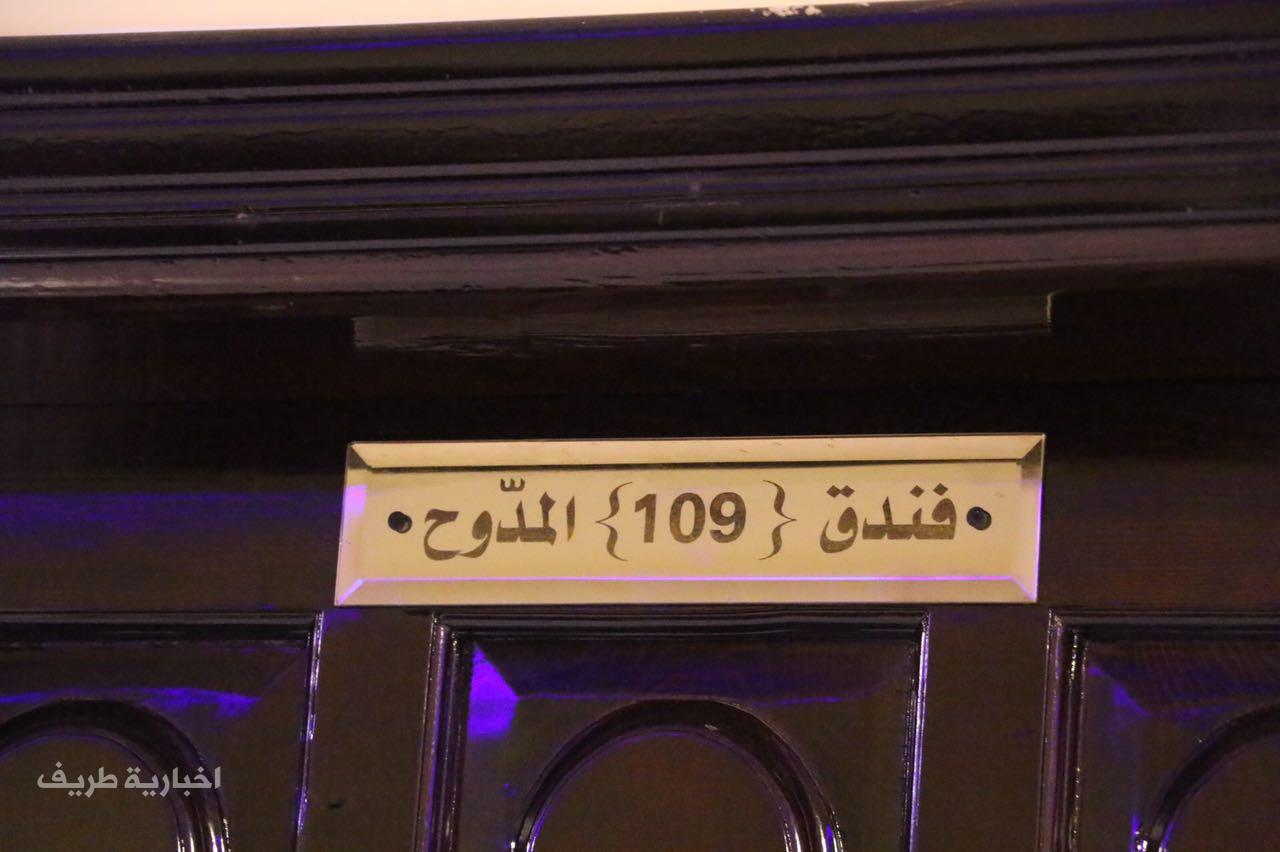 فندق {109} المدّوح
اخبارية طريف